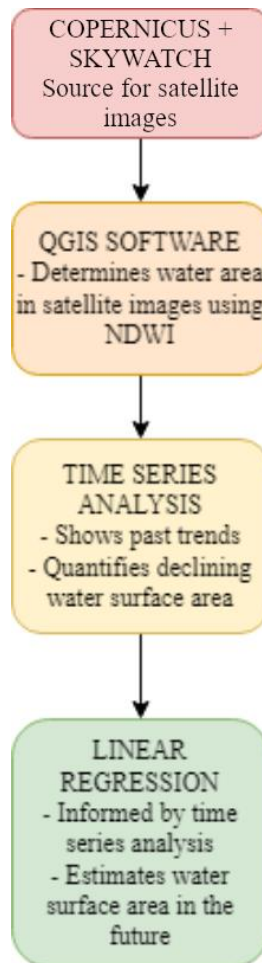 COPERNICUS +
SKYWATCH
Source for satellite
images
QGIS SOFTWARE
- Determines water area
in satellite images using
NDWI
TIME SERIES
ANALYSIS
- Shows past trends
- Quantifies declining
water surface area
LINEAR
REGRESSION
- Informed by time
series analysis
- Estimates water
surface area in the
future